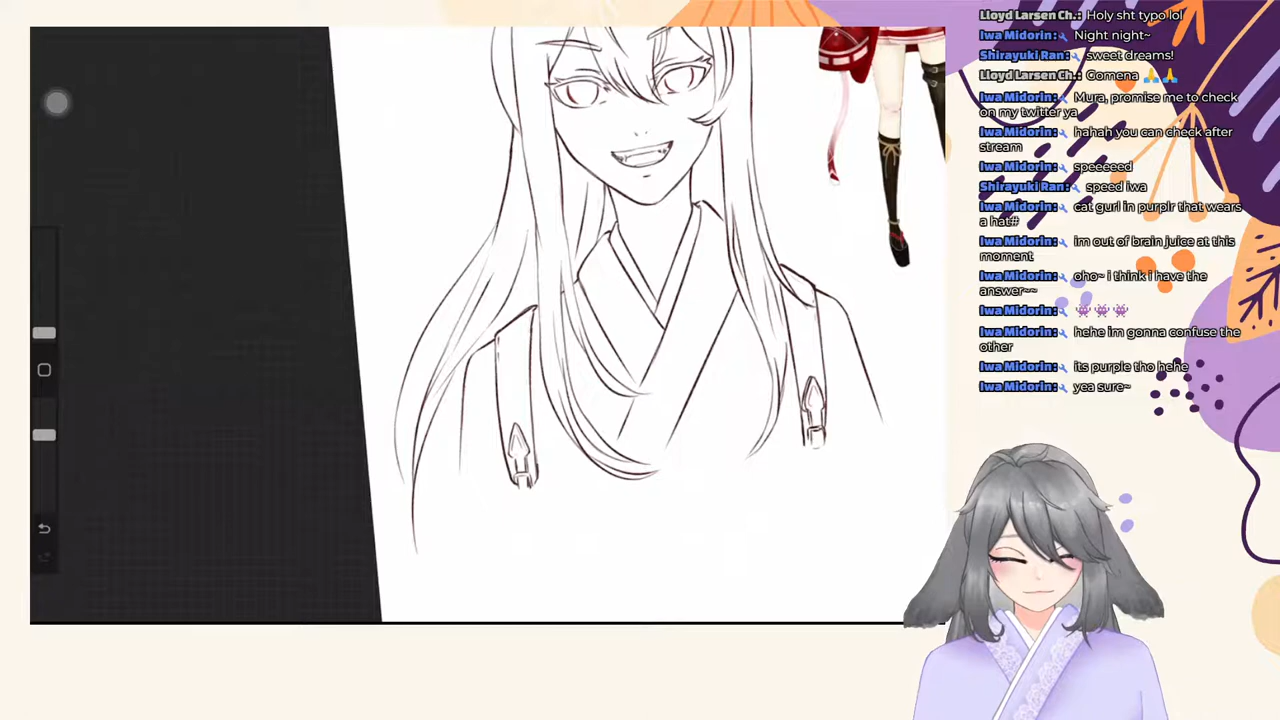 Lloyd Larsen Ch.: Holy sht typo lol
Iwa Midorin: Night night~
Shirayuki Ran: sweet dreams!
Lloyd Larsen Ch.: Comena 🙏🙏
Iwa Midorin: Mura, promise me to check
on my twitter ya
Iwa Midorin: hahah you can check after
stream
Iwa Midorin: speeeeed
Shirayuki Ran: speed iwa
Iwa Midorin: cat gurl in purplr that wears
a hat#
Iwa Midorin: im out of brain juice at this
moment
Iwa Midorin: oho~ i think i have the
answer~~
Iwa Midorin: 👾👾👾
Iwa Midorin: hehe im gonna confuse the
other
Iwa Midorin: its purple tho hehe
Iwa Midorin: yea sure~